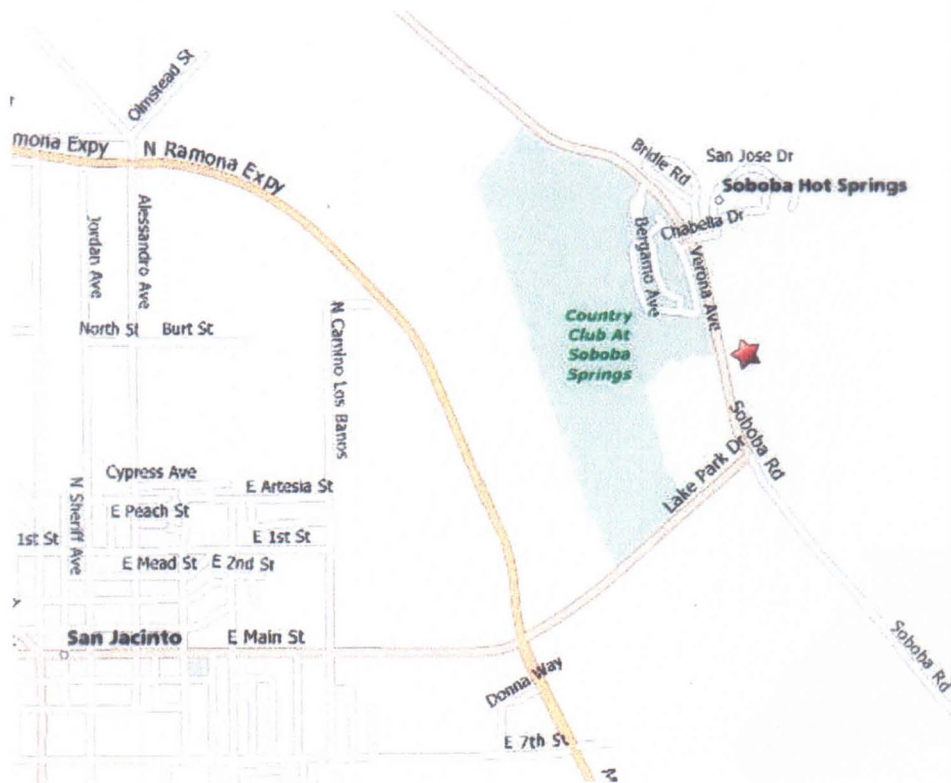 Olmstead St
mona Expy
N Ramona Expy
Bridle Rd
San Jose Dr
Soboba Hot Springs
Chabella Dr
Jordan Ave
Alessandro Ave
Bergamo Ave
Verona Ave
North St
Burt St
N Camino Los Banos
Country
Club At
Soboba
Springs
Soboba Rd
Lake Park Dr
Cypress Ave
N Sheriff Ave
E Artesia St
E Peach St
1st St
E 1st St
E Mead St
E 2nd St
San Jacinto
E Main St
Soboba Rd
Donna Way
E 7th St